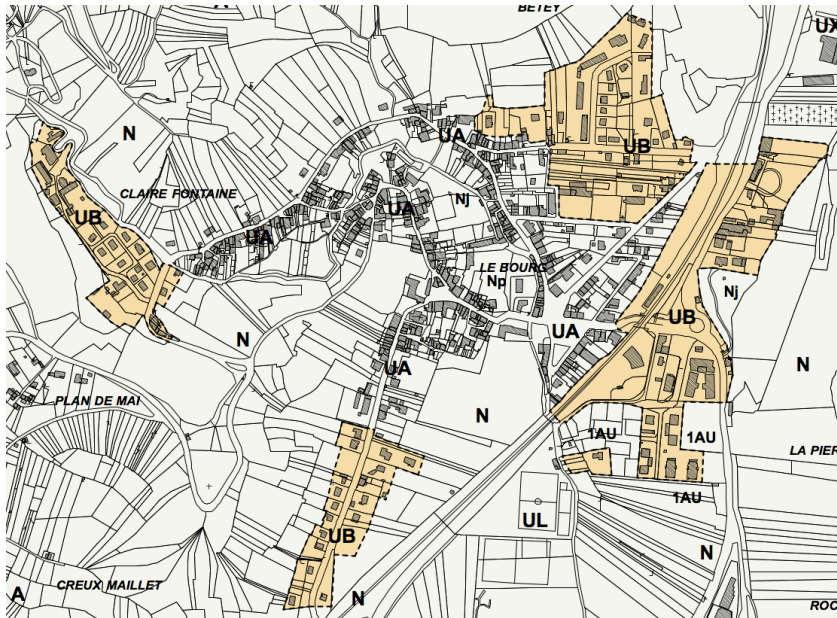 A
BETEY
UX
N
UA
UB
CLAIRE FONTAINE
UB
Nj
UA
UA
LE BOURG
Np
Nj
UB
N
UA
UA
N
PLAN DE MAI
N
1AU
1AU
LA PIER
1AU
UL
UB
N
CREUX MAILLET
A
N
ROC